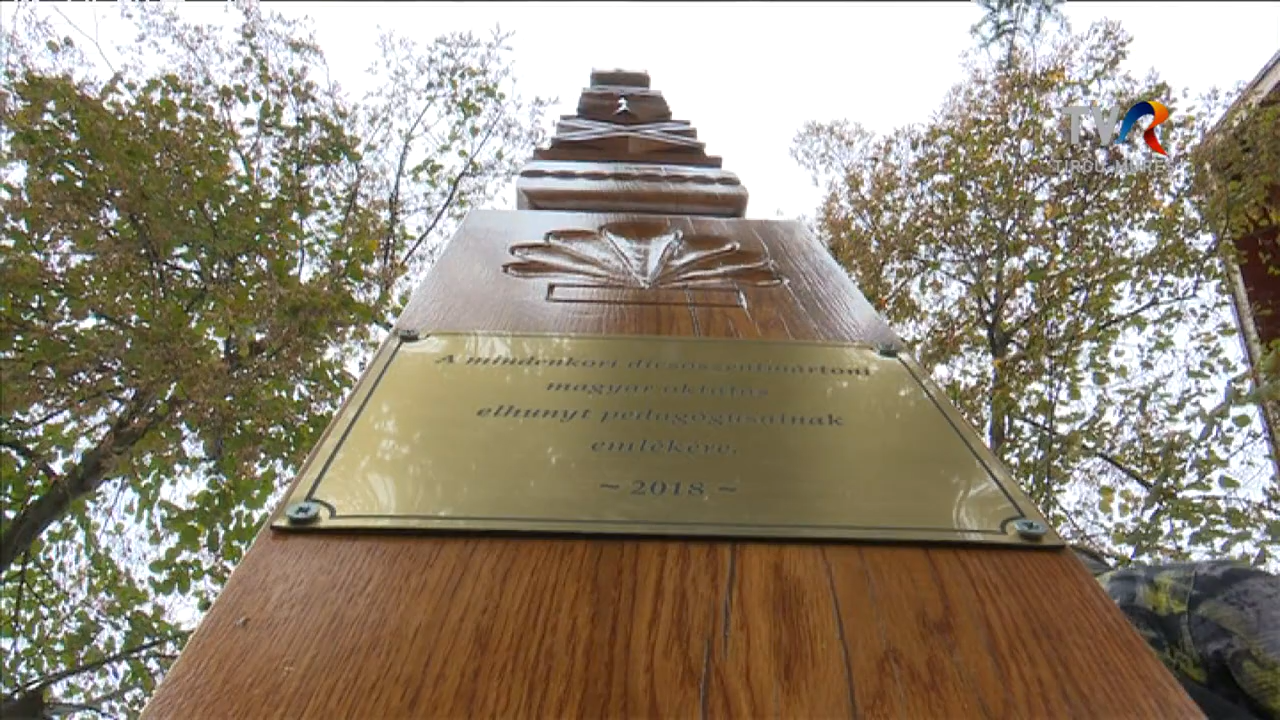 TVR
A mindenkori dicsőszentmártoni
magyar oktatás
elhunyt pedagógusainak
emlékére.
~ 2018 ~